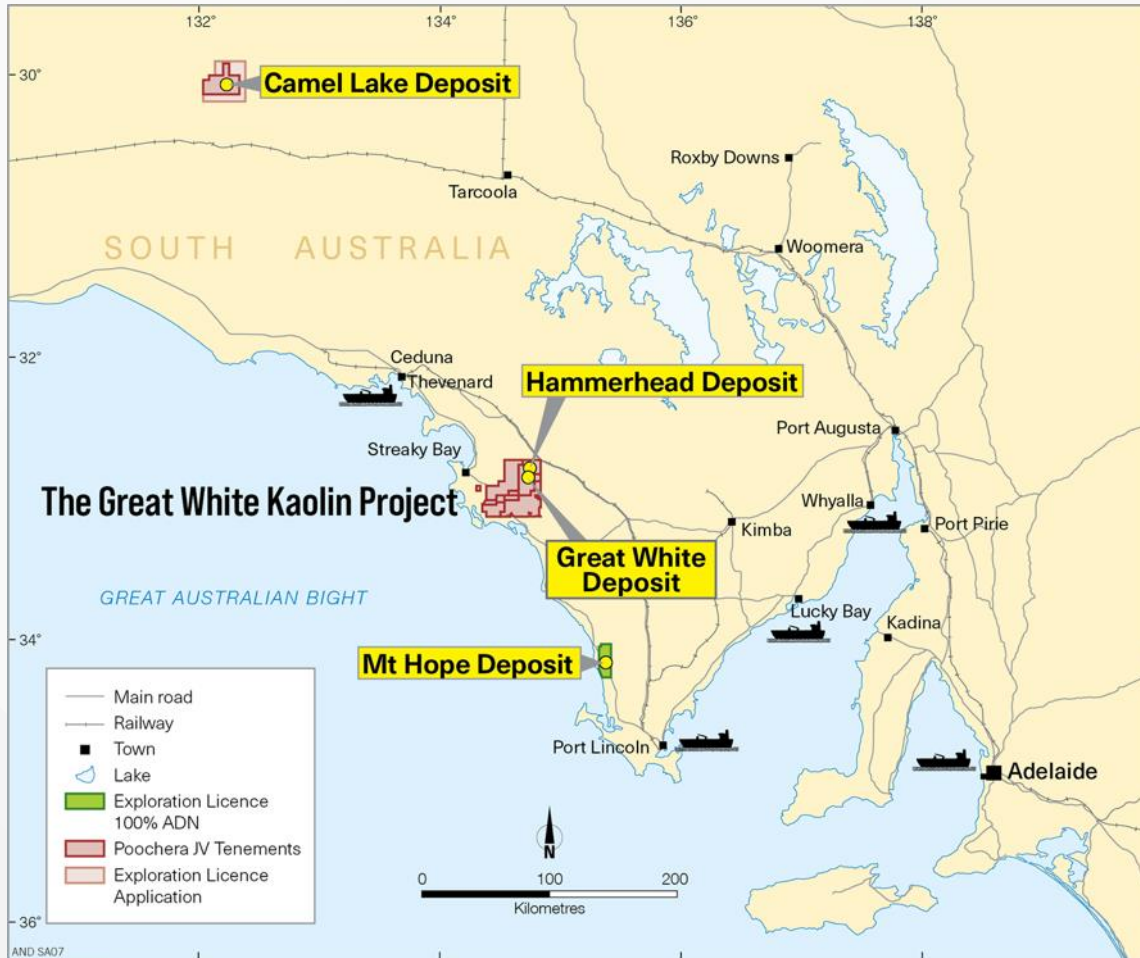 132°
134°
136°
138°
30°
Camel Lake Deposit
Roxby Downs
Tarcoola
SOUTH AUSTRALIA
Woomera
32°
Ceduna
Thevenard
Hammerhead Deposit
Port Augusta
Streaky Bay
The Great White Kaolin Project
Whyalla
Kimba
Port Pirie
Great White
Deposit
GREAT AUSTRALIAN BIGHT
Lucky Bay
Kadina
34°
Mt Hope Deposit
Port Lincoln
Adelaide
Main road
Railway
Town
Lake
Exploration Licence
100% ADN
Poochera JV Tenements
Exploration Licence
Application
N
0 100 200
Kilometres
36°
AND SA07